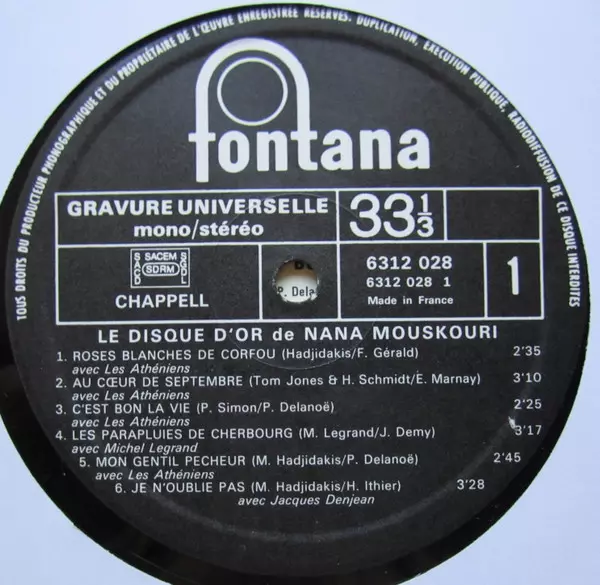 TOUS DROITS DU PRODUCTEUR PHONOGRAPHIQUE ET DU PROPRIÉTAIRE DE L'ŒUVRE ENREGISTRÉE RÉSERVÉS. DUPLICATION, EXÉCUTION PUBLIQUE, RADIODIFFUSION DE CE DISQUE INTERDITES
fontana
GRAVURE UNIVERSELLE
mono/stéréo
33 1/3
SACEM
SACD SDRM SGDL
CHAPPELL
P. Dela
6312 028
6312 028 1
Made in France
1
LE DISQUE D'OR de NANA MOUSKOURI
1. ROSES BLANCHES DE CORFOU (Hadjidakis/F. Gérald) 2'35
avec Les Athéniens
2. AU CŒUR DE SEPTEMBRE (Tom Jones & H. Schmidt/E. Marnay) 3'10
avec Les Athéniens
3. C'EST BON LA VIE (P. Simon/P. Delanoë) 2'25
avec Les Athéniens
4. LES PARAPLUIES DE CHERBOURG (M. Legrand/J. Demy) 3'17
avec Michel Legrand
5. MON GENTIL PECHEUR (M. Hadjidakis/P. Delanoë) 2'45
avec Les Athéniens
6. JE N'OUBLIE PAS (M. Hadjidakis/H. Ithier) 3'28
avec Jacques Denjean